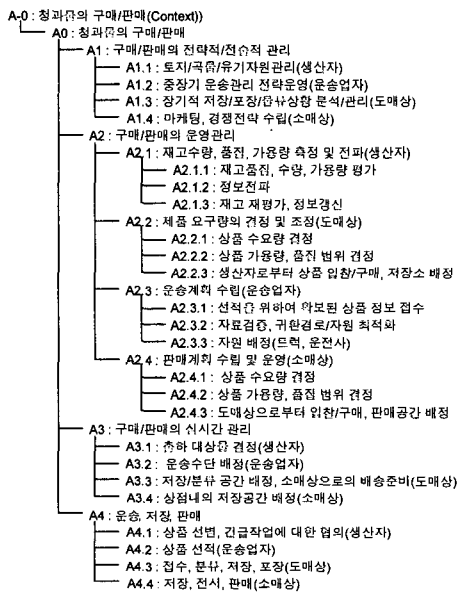 A-0 : 청과물의 구매/판매(Context))
A0 : 청과물의 구매/판매
A1 : 구매/판매의 전략적/전술적 관리
A1.1 : 토지/곡물/유기자원관리(생산자)
A1.2 : 중장기 운송관리 전략운영(운송업자)
A1.3 : 장기적 저장/포장/물류상황 분석/관리(도매상)
A1.4 : 마케팅, 경쟁전략 수립(소매상)
A2 : 구매/판매의 운영관리
A2.1 : 재고수량, 품질, 가용량 측정 및 전파(생산자)
A2.1.1 : 재고품질, 수량, 가용량 평가
A2.1.2 : 정보전파
A2.1.3 : 재고 재평가, 정보갱신
A2.2 : 제품 요구량의 결정 및 조정(도매상)
A2.2.1 : 상품 수요량 결정
A2.2.2 : 상품 가용량, 품질 범위 결정
A2.2.3 : 생산자로부터 상품 입찰/구매, 저장소 배정
A2.3 : 운송계획 수립(운송업자)
A2.3.1 : 선적을 위하여 확보된 상품 정보 접수
A2.3.2 : 자료검증, 귀환경로/자원 최적화
A2.3.3 : 자원 배정(트럭, 운전사)
A2.4 : 판매계획 수립 및 운영(소매상)
A2.4.1 : 상품 수요량 결정
A2.4.2 : 상품 가용량, 품질 범위 결정
A2.4.3 : 도매상으로부터 입찰/구매, 판매공간 배정
A3 : 구매/판매의 실시간 관리
A3.1 : 출하 대상물 결정(생산자)
A3.2 : 운송수단 배정(운송업자)
A3.3 : 저장/분류 공간 배정, 소매상으로의 배송준비(도매상)
A3.4 : 상점내의 저장공간 배정(소매상)
A4 : 운송, 저장, 판매
A4.1 : 상품 선변, 긴급작업에 대한 협의(생산자)
A4.2 : 상품 선적(운송업자)
A4.3 : 접수, 분류, 저장, 포장(도매상)
A4.4 : 저장, 전시, 판매(소매상)